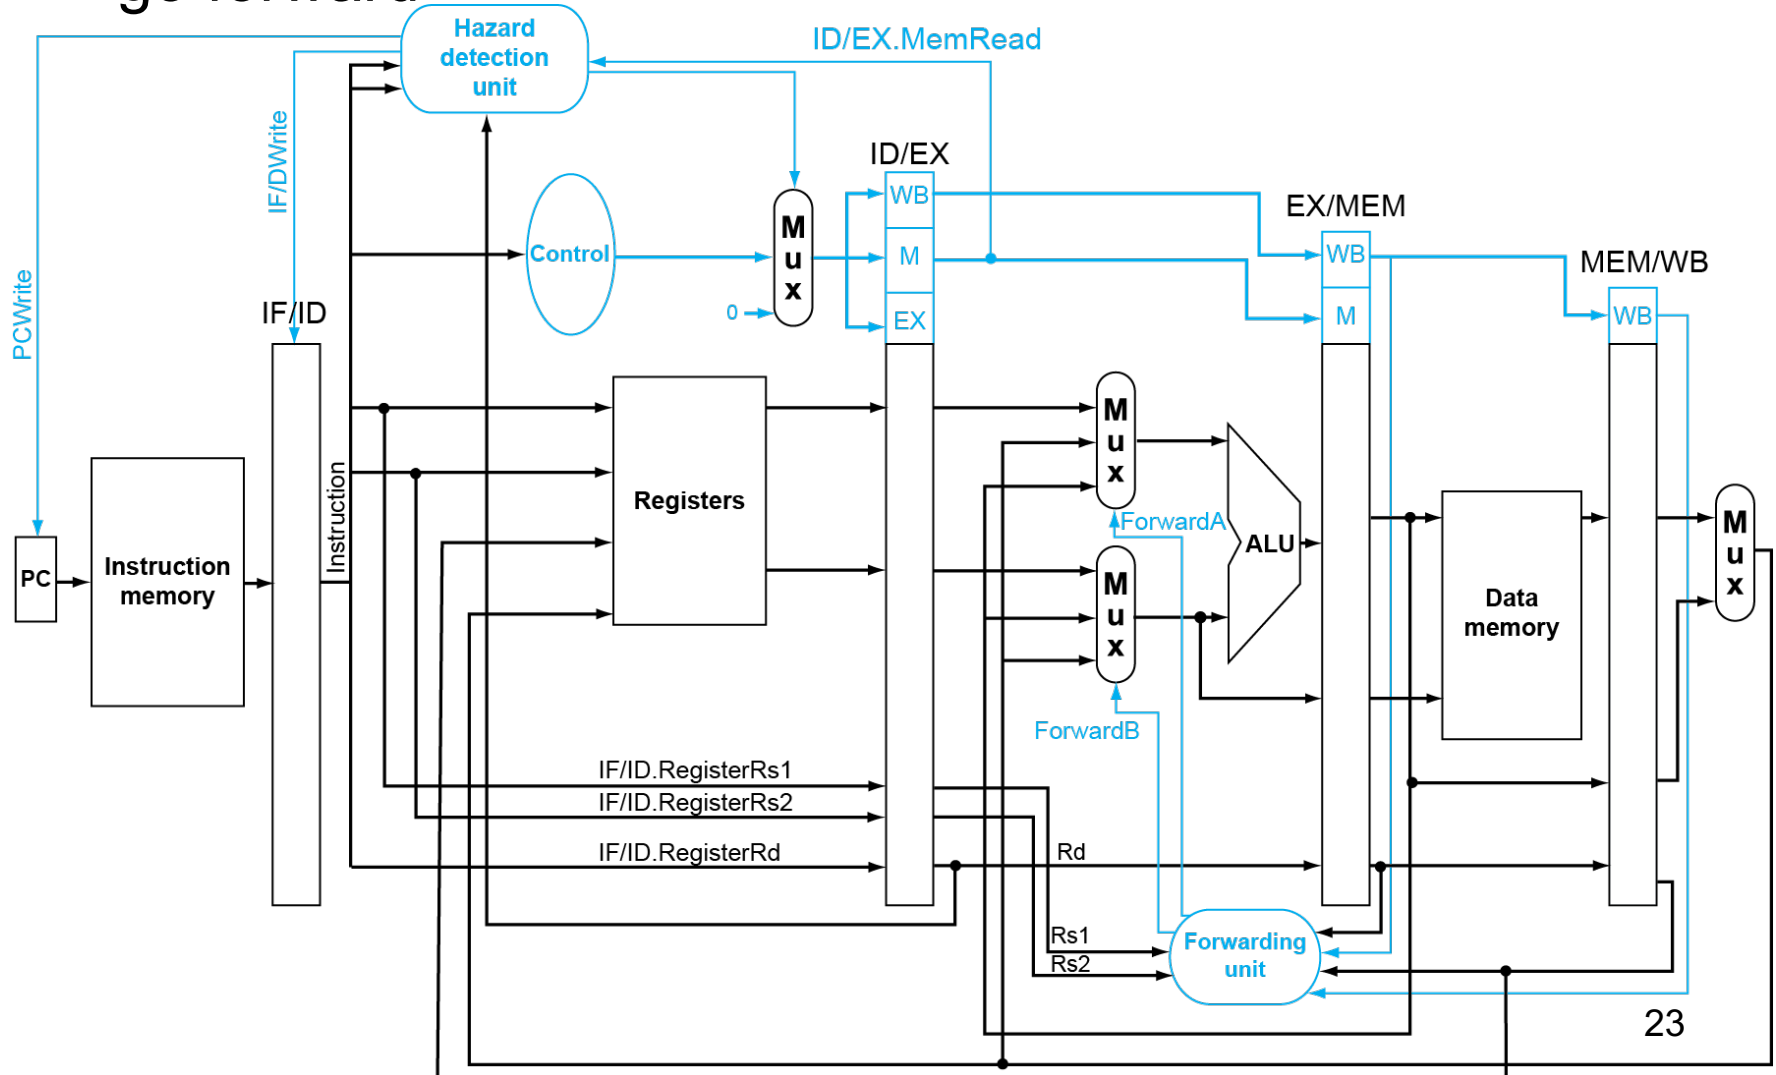 go forward
Hazard
detection
unit
ID/EX.MemRead
PCWrite
IF/DWrite
ID/EX
WB
M
EX
EX/MEM
WB
M
MEM/WB
WB
Control
0
M
u
x
IF/ID
PC
Instruction
memory
Instruction
Registers
M
u
x
ForwardA
M
u
x
ForwardB
ALU
Data
memory
M
u
x
IF/ID.RegisterRs1
IF/ID.RegisterRs2
IF/ID.RegisterRd
Rd
Rs1
Rs2
Forwarding
unit
23